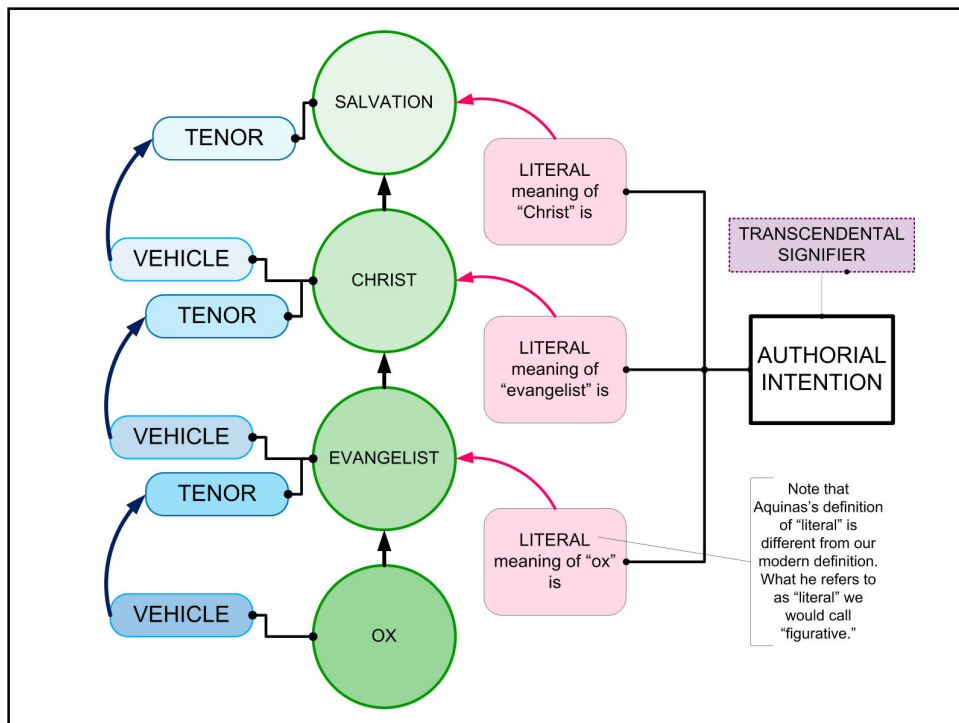 SALVATION
TENOR
LITERAL
meaning of
“Christ” is
TRANSCENDENTAL
SIGNIFIER
VEHICLE
CHRIST
TENOR
LITERAL
meaning of
“evangelist” is
AUTHORIAL
INTENTION
VEHICLE
EVANGELIST
TENOR
LITERAL
meaning of “ox”
is
Note that
Aquinas’s definition
of “literal” is
different from our
modern definition.
What he refers to
as “literal” we
would call
“figurative.”
VEHICLE
OX